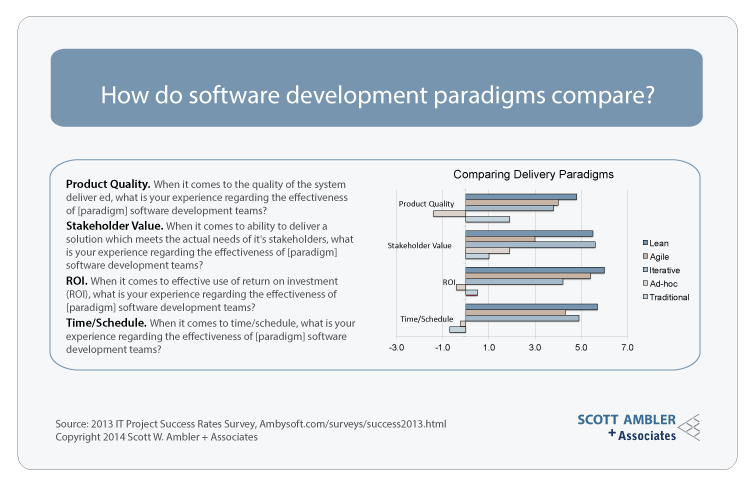 How do software development paradigms compare?
Product Quality. When it comes to the quality of the system
deliver ed, what is your experience regarding the effectiveness
of [paradigm] software development teams?
Stakeholder Value. When it comes to ability to deliver a
solution which meets the actual needs of it's stakeholders, what
is your experience regarding the effectiveness of [paradigm]
software development teams?
ROI. When it comes to effective use of return on investment
(ROI), what is your experience regarding the effectiveness of
[paradigm] software development teams?
Time/Schedule. When it comes to time/schedule, what is your
experience regarding the effectiveness of [paradigm] software
development teams?
Comparing Delivery Paradigms
Product Quality
Stakeholder Value
ROI
Time/Schedule
-3.0 -1.0 1.0 3.0 5.0 7.0
Lean
Agile
Iterative
Ad-hoc
Traditional
Source: 2013 IT Project Success Rates Survey, Ambysoft.com/surveys/success2013.html
Copyright 2014 Scott W. Ambler + Associates
SCOTT AMBLER
+ Associates